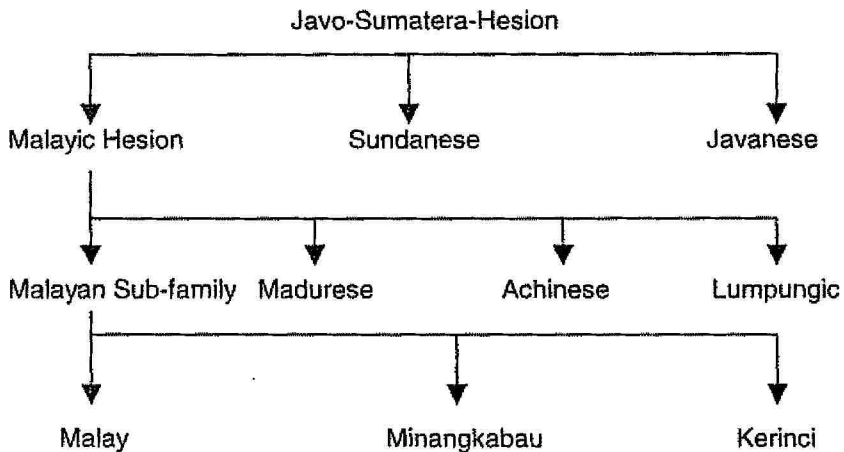 Javo-Sumatera-Hesion
Malayic Hesion Sundanese Javanese
Malayan Sub-family Madurese Achinese Lumpungic
Malay Minangkabau Kerinci